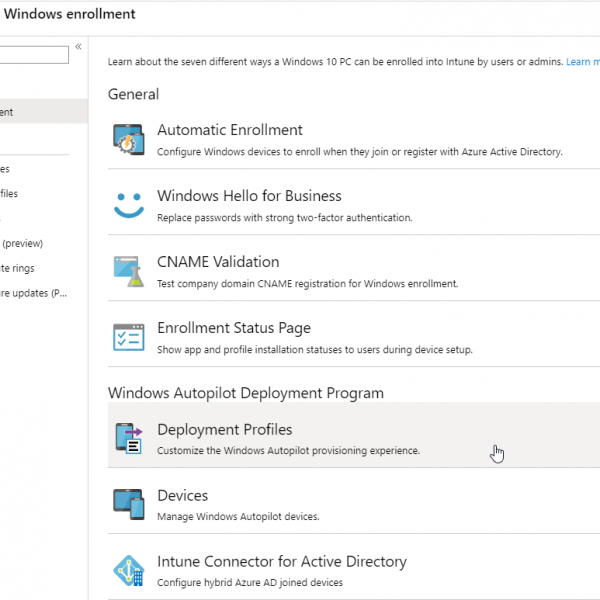 Windows enrollment
«
Learn about the seven different ways a Windows 10 PC can be enrolled into Intune by users or admins. Learn
General
ent
Automatic Enrollment
Configure Windows devices to enroll when they join or register with Azure Active Directory.
es
files
Windows Hello for Business
Replace passwords with strong two-factor authentication.
(preview)
te rings
re updates (P...
CNAME Validation
Test company domain CNAME registration for Windows enrollment.
Enrollment Status Page
Show app and profile installation statuses to users during device setup.
Windows Autopilot Deployment Program
Deployment Profiles
Customize the Windows Autopilot provisioning experience.
Devices
Manage Windows Autopilot devices.
Intune Connector for Active Directory
Configure hybrid Azure AD joined devices